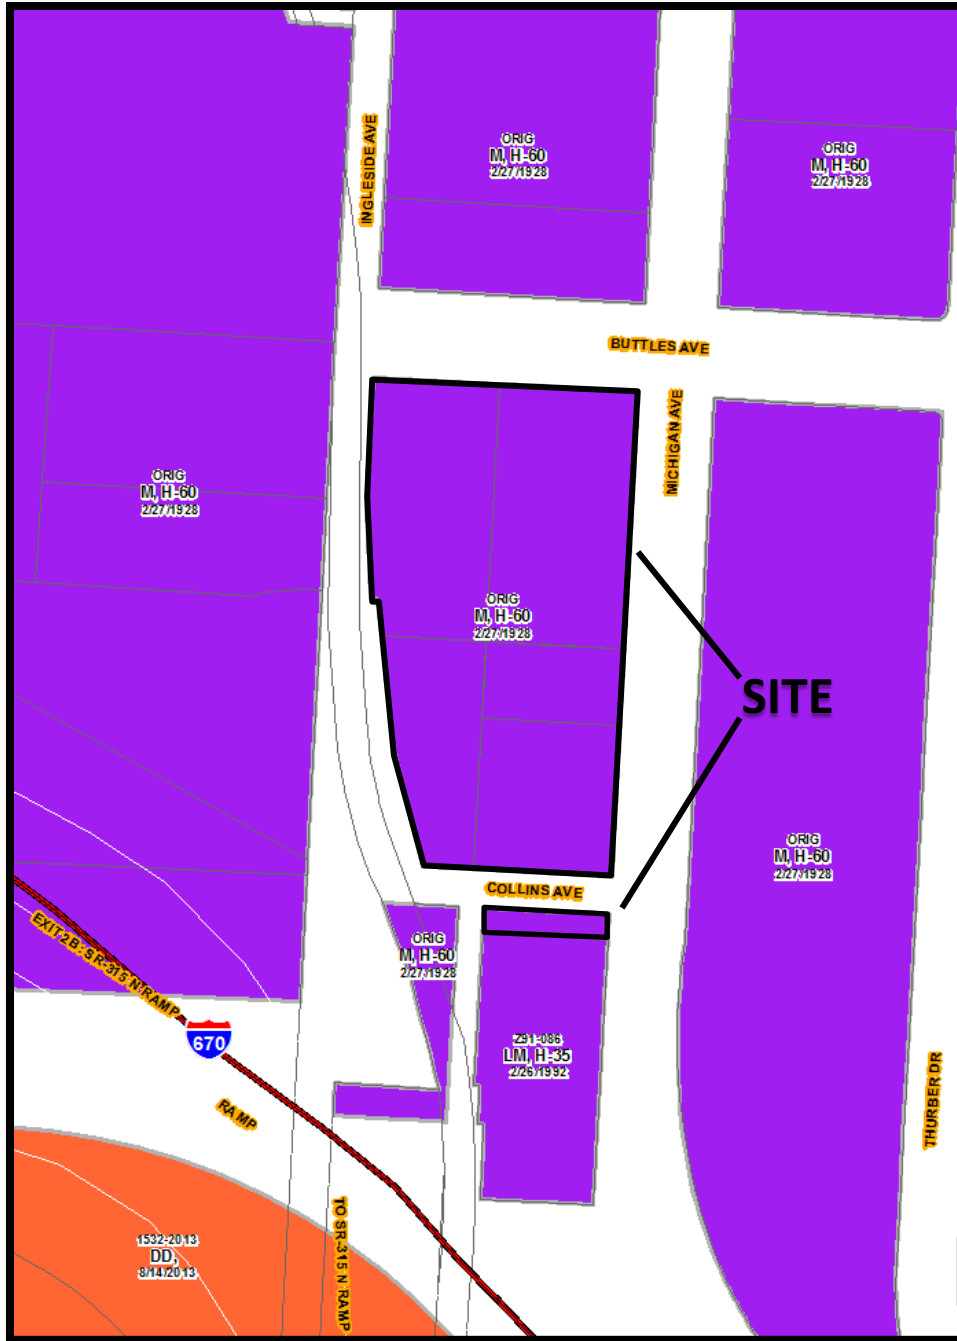 INGLESIDE AVE
ORIG
M, H-60
2/27/1928
ORIG
M, H-60
2/27/1928
BUTTLES AVE
MICHIGAN AVE
ORIG
M, H-60
2/27/1928
ORIG
M, H-60
2/27/1928
SITE
ORIG
M, H-60
2/27/1928
COLLINS AVE
ORIG
M, H-60
2/27/1928
EXIT 2B: SR-315 N RAMP
670
Z91-086
LM, H-35
2/26/1992
RAMP
THURBER DR
TO SR-315 N RAMP
1532-2013
DD,
8/14/2013